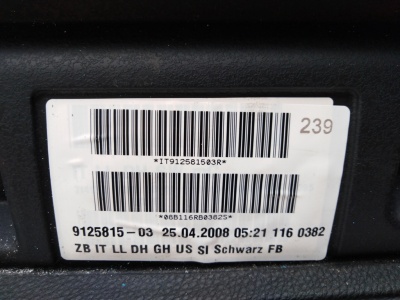 239
*IT912581503R*
*08B116RB0382S*
9125815-03 25.04.2008 05:21 116 0382
ZB IT LL DH GH US SI Schwarz FB